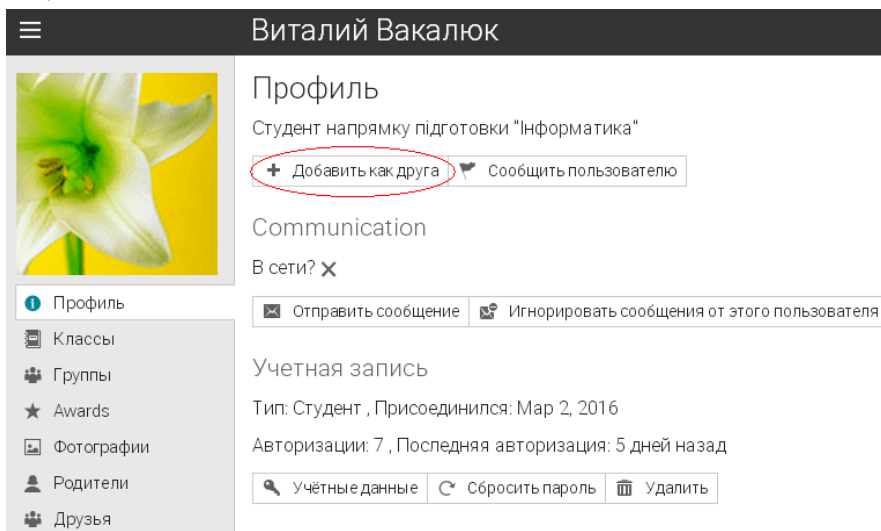 Виталий Вакалюк
Профиль
Студент напрямку підготовки "Інформатика"
Добавить как друга Сообщить пользователю
Communication
В сети?
Отправить сообщение Игнорировать сообщения от этого пользователя
Учетная запись
Тип: Студент , Присоединился: Мар 2, 2016
Авторизации: 7 , Последняя авторизация: 5 дней назад
Учётные данные Сбросить пароль Удалить
Профиль
Классы
Группы
Awards
Фотографии
Родители
Друзья